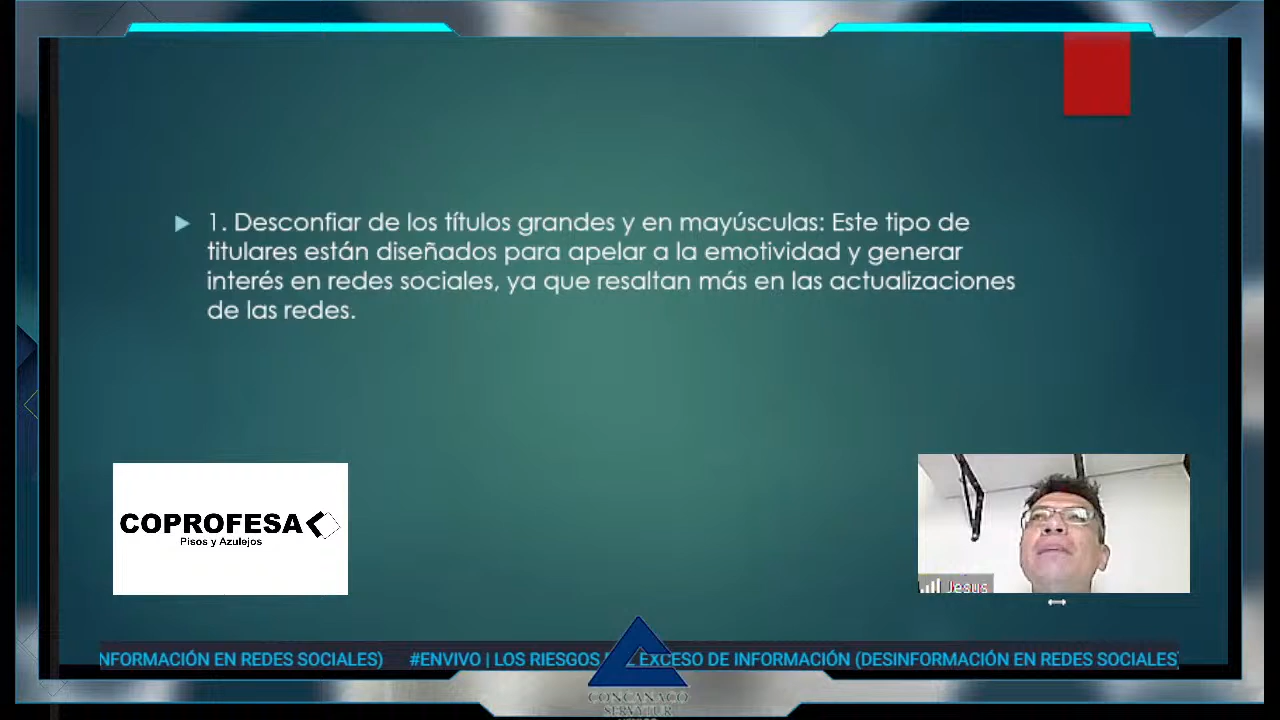 1. Desconfiar de los títulos grandes y en mayúsculas: Este tipo de
titulares están diseñados para apelar a la emotividad y generar
interés en redes sociales, ya que resaltan más en las actualizaciones
de las redes.
COPROFESA
Pisos y Azulejos
Jesus
NFORMACIÓN EN REDES SOCIALES) #ENVIVO | LOS RIESGOS EXCESO DE INFORMACIÓN (DESINFORMACIÓN EN REDES SOCIALES)
CONCANACO
SERVYTUR